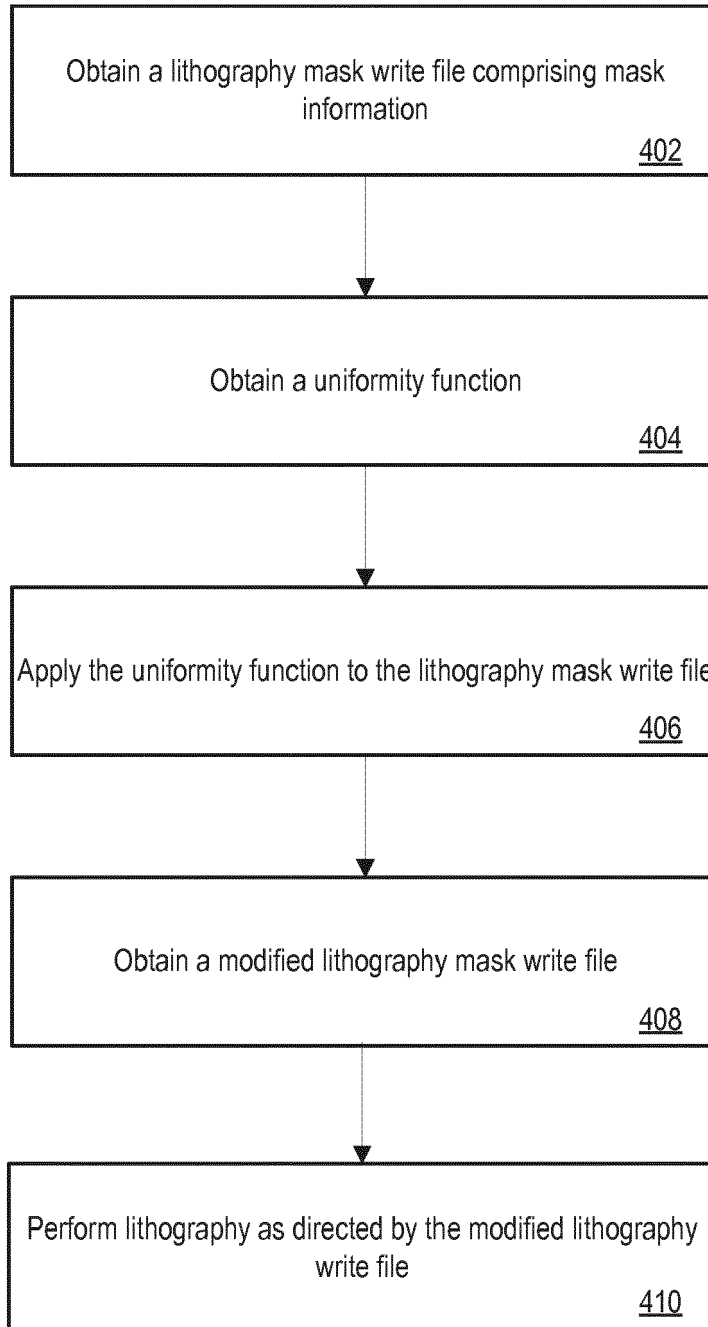 Obtain a lithography mask write file comprising mask
information
402
Obtain a uniformity function
404
Apply the uniformity function to the lithography mask write file
406
Obtain a modified lithography mask write file
408
Perform lithography as directed by the modified lithography
write file
410